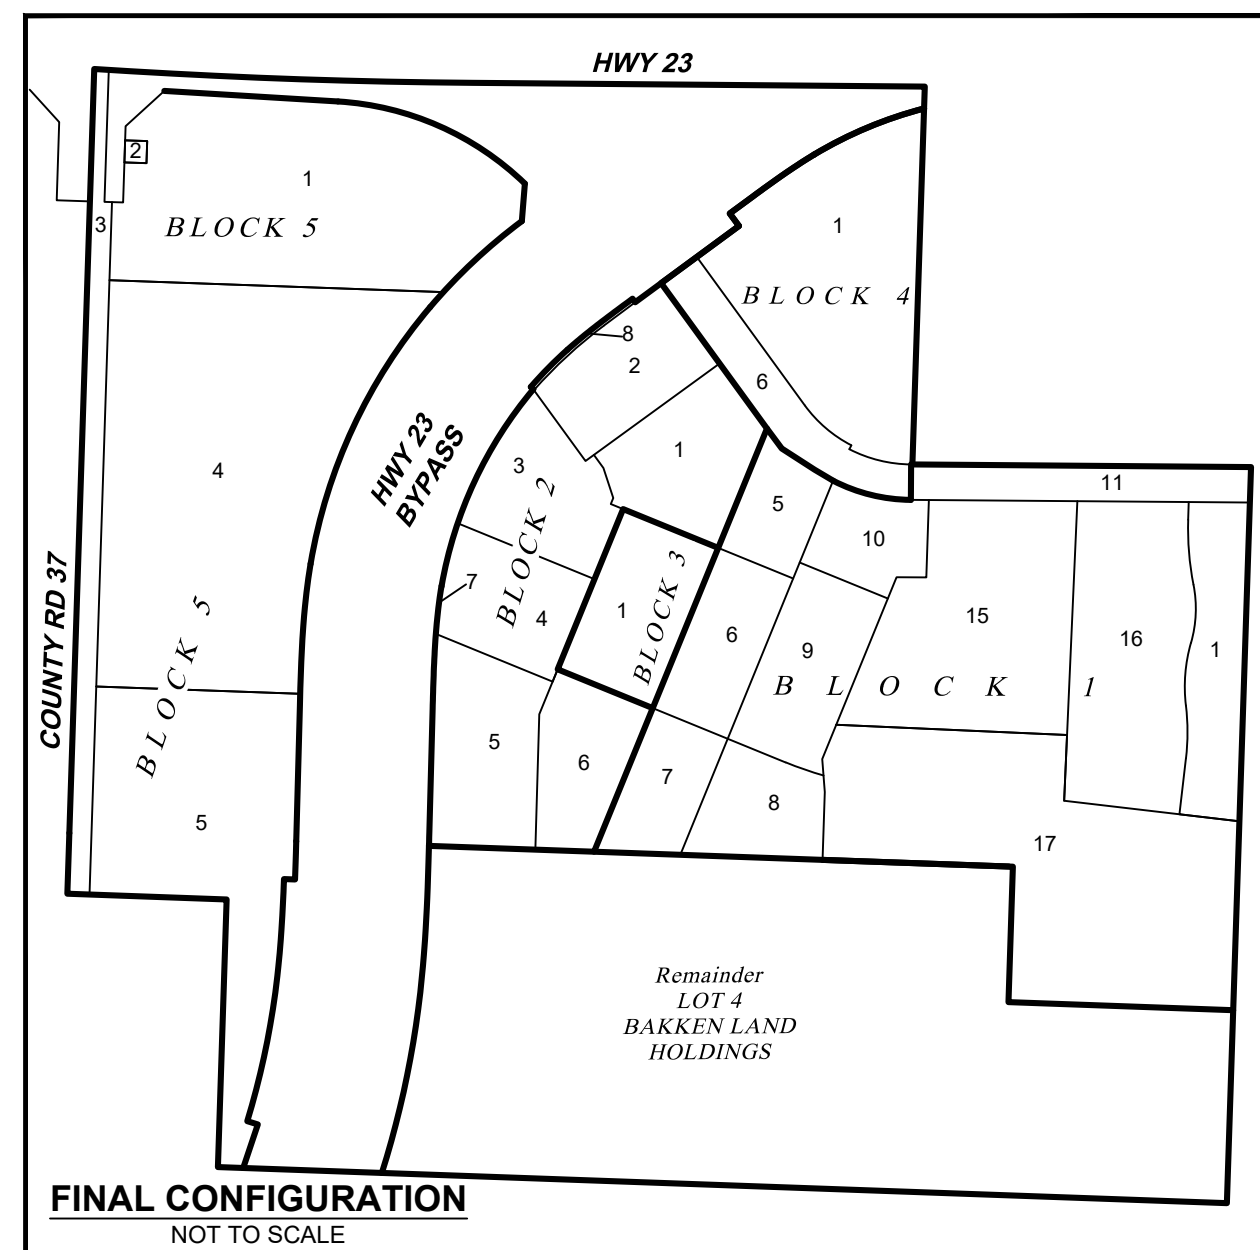 HWY 23
2
1
3
BLOCK 5
1
BLOCK 4
8
2
6
4
HWY 23
BYPASS
1
3
BLOCK 2
5
11
10
COUNTY RD 37
7
4
1
BLOCK 3
6
9
15
16
1
BLOCK 1
BLOCK 5
5
6
7
8
5
17
Remainder
LOT 4
BAKKEN LAND
HOLDINGS
FINAL CONFIGURATION
NOT TO SCALE